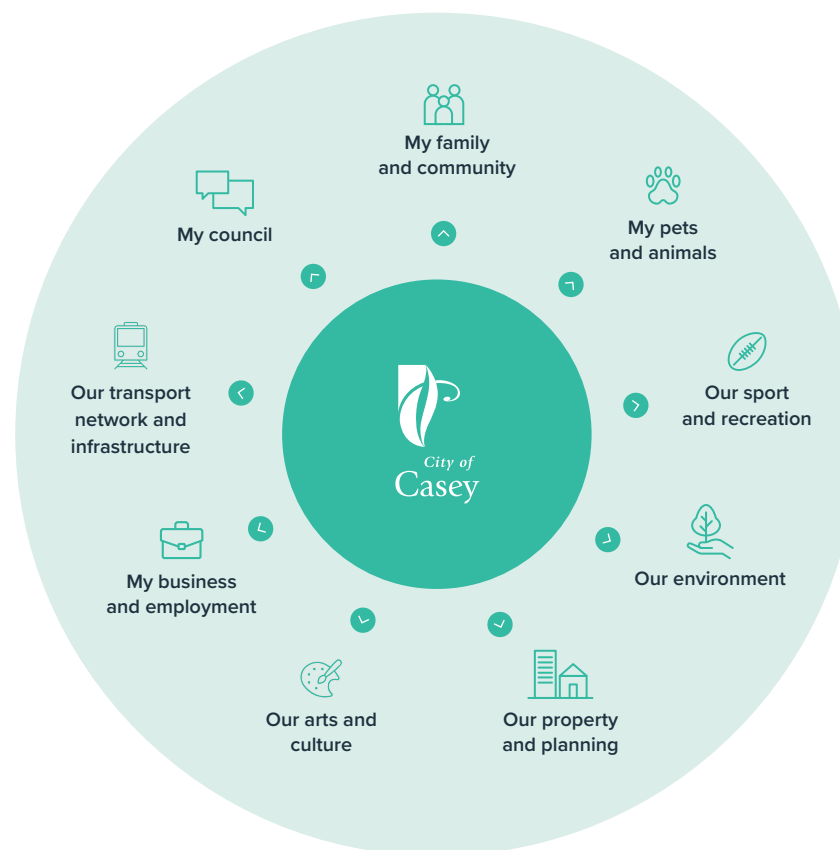 My family
and community
My council
My pets
and animals
Our transport
network and
infrastructure
Our sport
and recreation
City of
Casey
My business
and employment
Our environment
Our arts and
culture
Our property
and planning